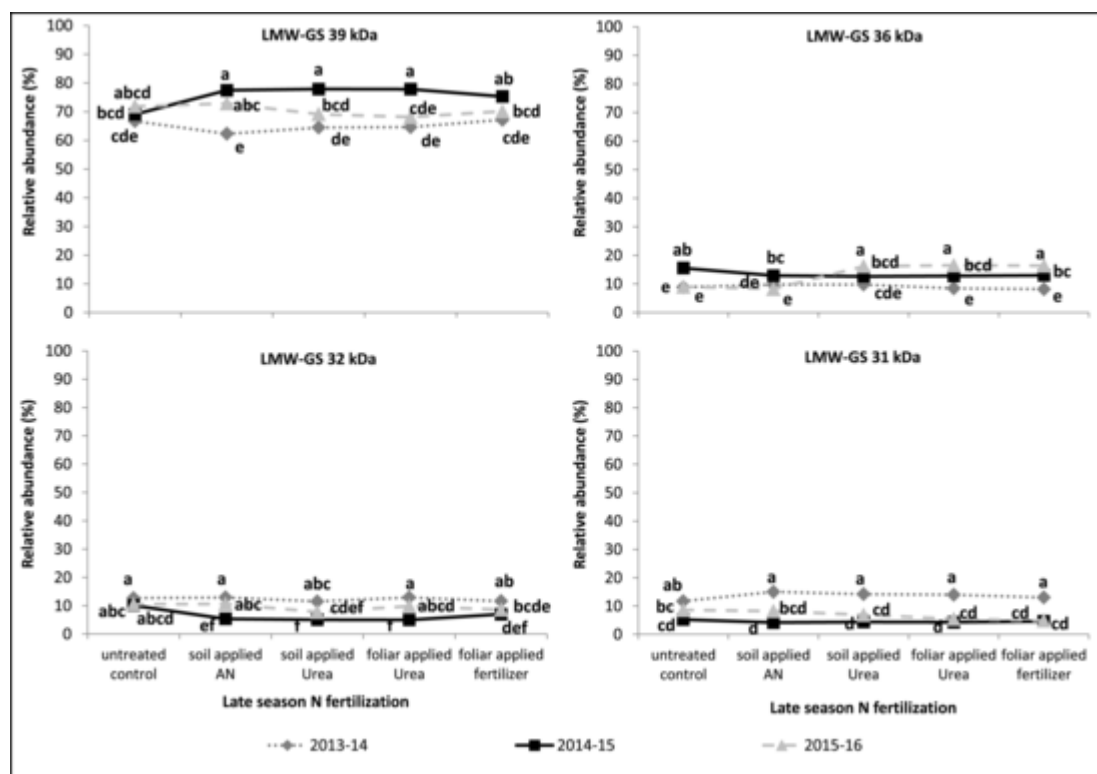 LMW-GS 39 kDa
Relative abundance (%)
100
90
80
70
60
50
40
30
20
10
0
abcd
a
a
a
ab
bcd
abc
bcd
cde
bcd
cde
e
de
de
cde
LMW-GS 36 kDa
Relative abundance (%)
100
90
80
70
60
50
40
30
20
10
0
ab
bc
a
a
a
e
de
bcd
bcd
bc
e
e
cde
e
e
LMW-GS 32 kDa
Relative abundance (%)
100
90
80
70
60
50
40
30
20
10
0
a
a
abc
a
ab
abc
abc
cdef
abcd
bcde
abcd
ef
f
f
def
untreated control
soil applied AN
soil applied Urea
foliar applied Urea
foliar applied fertilizer
Late season N fertilization
LMW-GS 31 kDa
Relative abundance (%)
100
90
80
70
60
50
40
30
20
10
0
ab
a
a
a
a
bc
bcd
cd
cd
cd
cd
d
d
d
cd
untreated control
soil applied AN
soil applied Urea
foliar applied Urea
foliar applied fertilizer
Late season N fertilization
2013-14
2014-15
2015-16